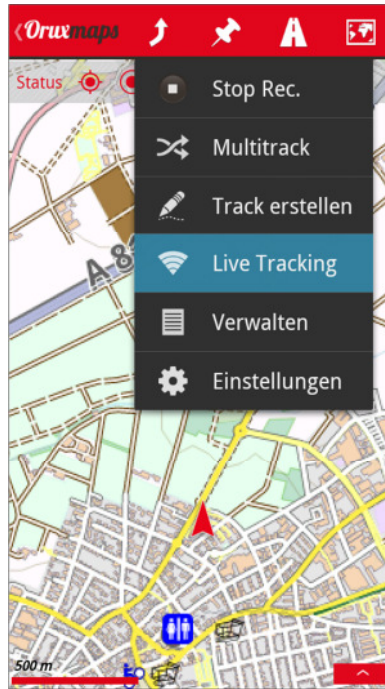 Oruxmaps
Status
Stop Rec.
Multitrack
Track erstellen
Live Tracking
Verwalten
Einstellungen
A 8
500 m